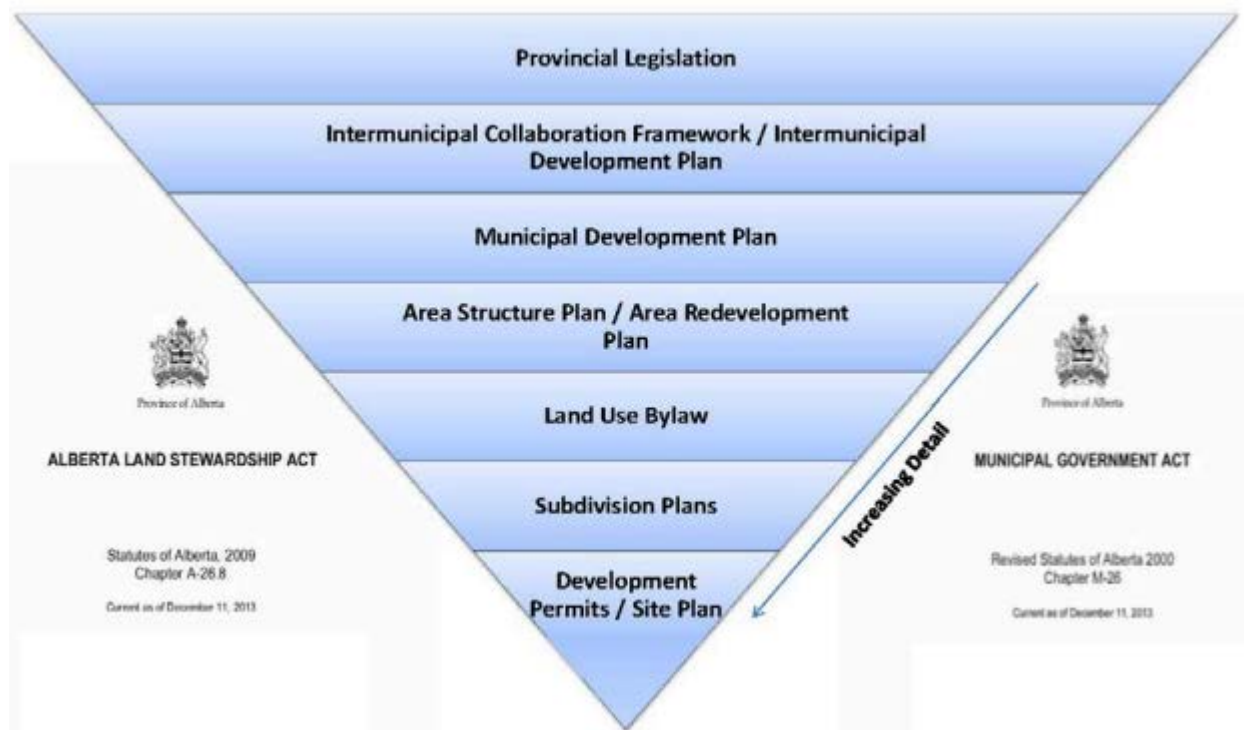 Provincial Legislation
Intermunicipal Collaboration Framework / Intermunicipal
Development Plan
Municipal Development Plan
Area Structure Plan / Area Redevelopment
Plan
Land Use Bylaw
Subdivision Plans
Development
Permits / Site Plan
Increasing Detail
Province of Alberta
ALBERTA LAND STEWARDSHIP ACT
Statutes of Alberta, 2009
Chapter A-26.8
Current as of December 11, 2013
Province of Alberta
MUNICIPAL GOVERNMENT ACT
Revised Statutes of Alberta 2000
Chapter M-26
Current as of December 11, 2013